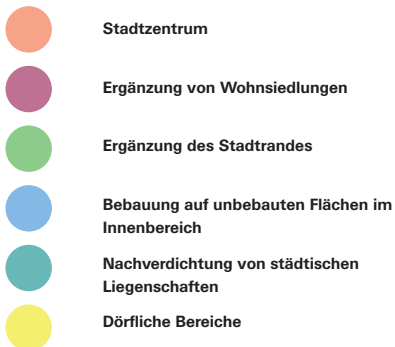 Stadtzentrum
Ergänzung von Wohnsiedlungen
Ergänzung des Stadtrandes
Bebauung auf unbebauten Flächen im
Innenbereich
Nachverdichtung von städtischen
Liegenschaften
Dörfliche Bereiche